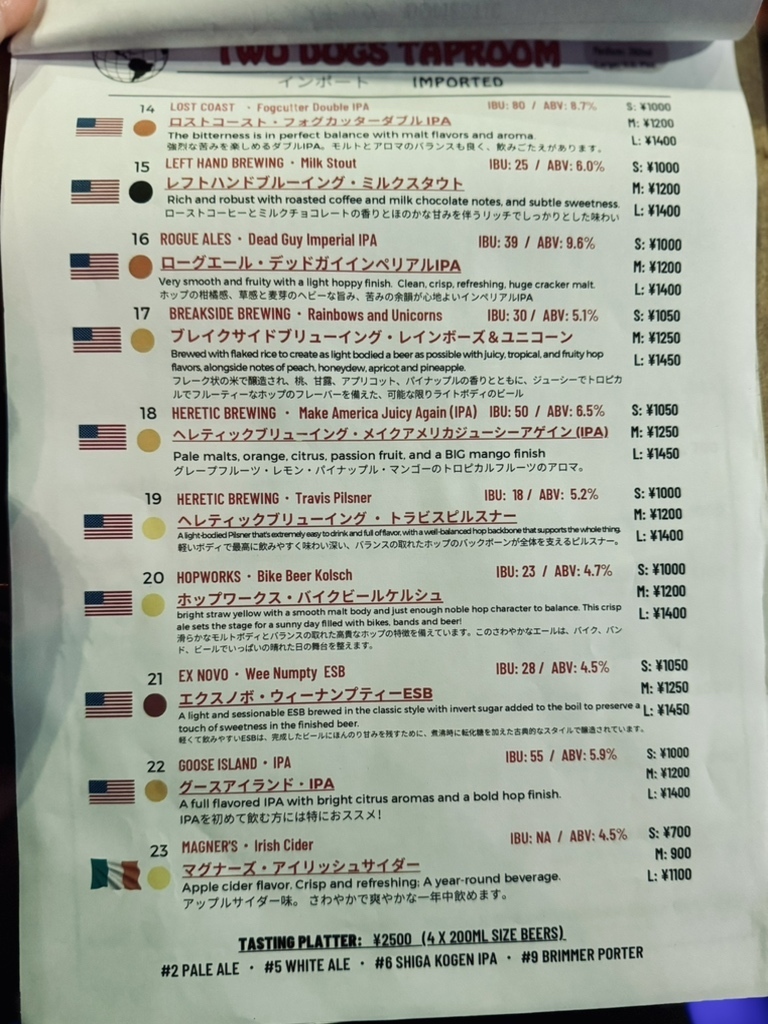 TWO DOGS TAPROOM
インポート IMPORTED
14 LOST COAST · Fogcutter Double IPA IBU: 80 / ABV: 8.7% S: ¥1000
ロストコースト・フォグカッターダブル IPA M: ¥1200
The bitterness is in perfect balance with malt flavors and aroma. L: ¥1400
強烈な苦みを楽しめるダブルIPA。モルトとアロマのバランスも良く、飲みごたえがあります。
15 LEFT HAND BREWING · Milk Stout IBU: 25 / ABV: 6.0% S: ¥1000
レフトハンドブルーイング・ミルクスタウト M: ¥1200
Rich and robust with roasted coffee and milk chocolate notes, and subtle sweetness. L: ¥1400
ローストコーヒーとミルクチョコレートの香りとほのかな甘みを伴うリッチでしっかりとした味わい
16 ROGUE ALES · Dead Guy Imperial IPA IBU: 39 / ABV: 9.6% S: ¥1000
ローグエール・デッドガイインペリアルIPA M: ¥1200
Very smooth and fruity with a light hoppy finish. Clean, crisp, refreshing, huge cracker malt. L: ¥1400
ホップの柑橘感、草感と麦芽のヘビーな旨み、苦みの余韻が心地よいインペリアルIPA
17 BREAKSIDE BREWING · Rainbows and Unicorns IBU: 30 / ABV: 5.1% S: ¥1050
ブレイクサイドブリューイング・レインボーズ&ユニコーン M: ¥1250
Brewed with flaked rice to create as light bodied a beer as possible with juicy, tropical, and fruity hop L: ¥1450
flavors, alongside notes of peach, honeydew, apricot and pineapple.
フレーク状の米で醸造され、桃、甘露、アプリコット、パイナップルの香りとともに、ジューシーでトロピカ
ルでフルーティーなホップのフレーバーを備えた、可能な限りライトボディのビール
18 HERETIC BREWING · Make America Juicy Again (IPA) IBU: 50 / ABV: 6.5% S: ¥1050
ヘレティックブリューイング・メイクアメリカジューシーアゲイン (IPA) M: ¥1250
Pale malts, orange, citrus, passion fruit, and a BIG mango finish L: ¥1450
グレープフルーツ・レモン・パイナップル・マンゴーのトロピカルフルーツのアロマ。
19 HERETIC BREWING · Travis Pilsner IBU: 18 / ABV: 5.2% S: ¥1000
ヘレティックブリューイング・トラビスピルスナー M: ¥1200
A light-bodied Pilsner that's extremely easy to drink and full of flavor, with a well-balanced hop backbone that supports the whole thing. L: ¥1400
軽いボディで最高に飲みやすく味わい深い、バランスの取れたホップのバックボーンが全体を支えるピルスナー。
20 HOPWORKS · Bike Beer Kolsch IBU: 23 / ABV: 4.7% S: ¥1000
ホップワークス・バイクビールケルシュ M: ¥1200
bright straw yellow with a smooth malt body and just enough noble hop character to balance. This crisp L: ¥1400
ale sets the stage for a sunny day filled with bikes, bands and beer!
滑らかなモルトボディとバランスの取れた高貴なホップの特徴を備えています。このさわやかなエールは、バイク、バン
ド、ビールでいっぱいの晴れた日の舞台を整えます。
21 EX NOVO · Wee Numpty ESB IBU: 28 / ABV: 4.5% S: ¥1050
エクスノボ・ウィーナンプティーESB M: ¥1250
A light and sessionable ESB brewed in the classic style with invert sugar added to the boil to preserve a L: ¥1450
touch of sweetness in the finished beer.
軽くて飲みやすいESBは、完成したビールにほんのり甘みを残すために、煮沸時に転化糖を加えた古典的なスタイルで醸造されています。
22 GOOSE ISLAND · IPA IBU: 55 / ABV: 5.9% S: ¥1000
グースアイランド・IPA M: ¥1200
A full flavored IPA with bright citrus aromas and a bold hop finish. L: ¥1400
IPAを初めて飲む方には特におススメ!
23 MAGNER'S · Irish Cider IBU: NA / ABV: 4.5% S: ¥700
マグナーズ・アイリッシュサイダー M: 900
Apple cider flavor. Crisp and refreshing; A year-round beverage. L: ¥1100
アップルサイダー味。 さわやかで爽やかな一年中飲めます。
TASTING PLATTER: ¥2500 (4 X 200ML SIZE BEERS)
#2 PALE ALE · #5 WHITE ALE · #6 SHIGA KOGEN IPA · #9 BRIMMER PORTER